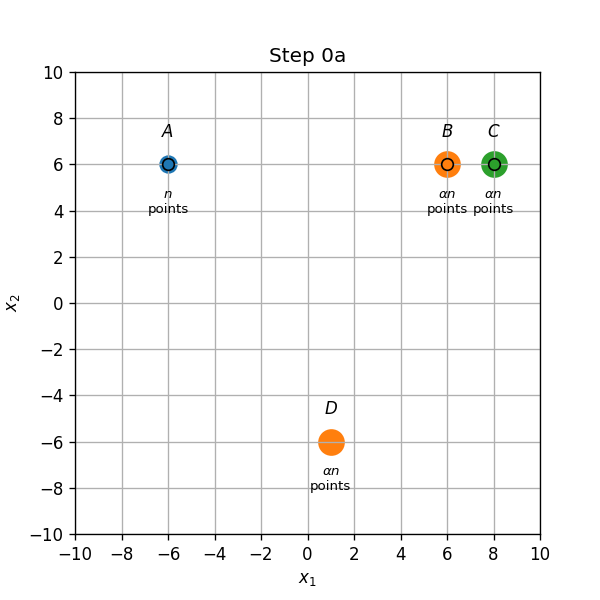 Step 0a
10
8
6
4
2
0
−2
−4
−6
−8
−10
x₂
A
n
points
B
αn
points
C
αn
points
D
αn
points
−10 −8 −6 −4 −2 0 2 4 6 8 10
x₁